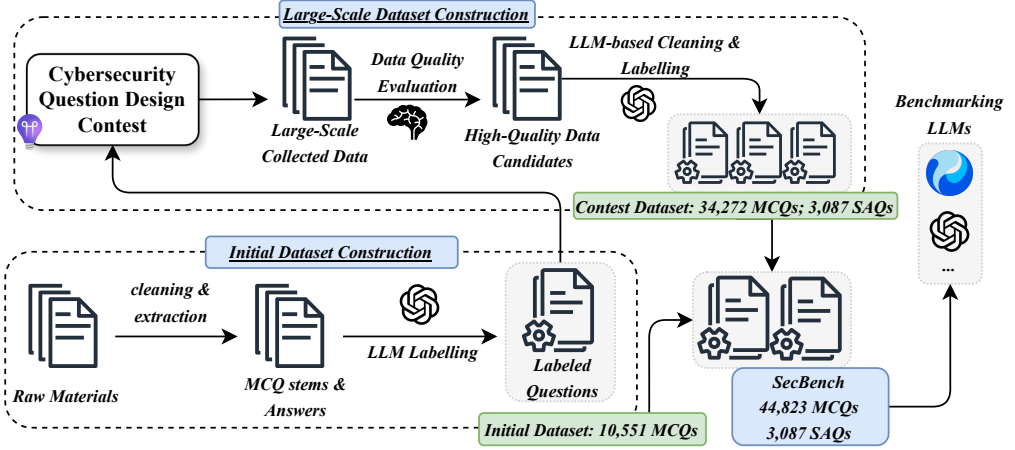 Large-Scale Dataset Construction
Cybersecurity
Question Design
Contest
Large-Scale
Collected Data
Data Quality
Evaluation
High-Quality Data
Candidates
LLM-based Cleaning &
Labelling
Contest Dataset: 34,272 MCQs; 3,087 SAQs
Benchmarking
LLMs
...
Initial Dataset Construction
Raw Materials
cleaning &
extraction
MCQ stems &
Answers
LLM Labelling
Labeled
Questions
Initial Dataset: 10,551 MCQs
SecBench
44,823 MCQs
3,087 SAQs